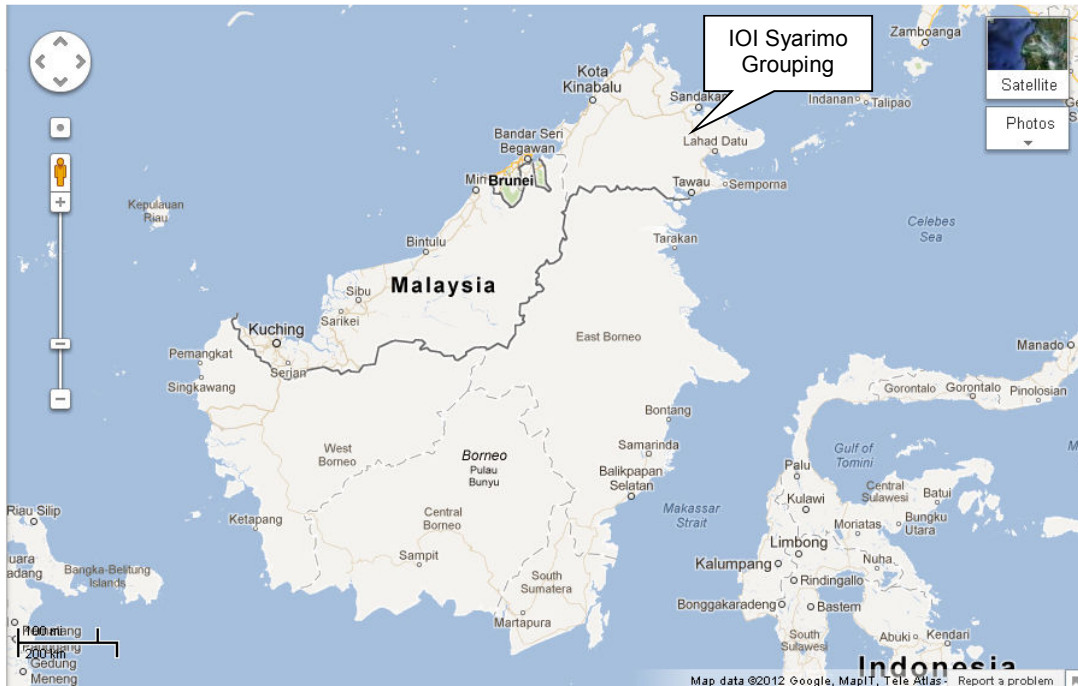 IOI Syarimo
Grouping
Zamboanga
Satellite
Photos
Kota
Kinabalu
Sandakan
Indanan
Talipao
Lahad Datu
Bandar Seri
Begawan
Brunei
Tawau
Semporna
Kepulauan
Riau
Celebes
Sea
Bintulu
Tarakan
Malaysia
Sibu
Sarikei
Kuching
Serian
East Borneo
Pemangkat
Singkawang
Manado
Gorontalo
Gorontalo
Pinolosian
Bontang
West
Borneo
Borneo
Pulau
Bunyu
Samarinda
Balikpapan
Selatan
Gulf of
Tomini
Palu
Central
Sulawesi
Batui
Kulawi
Makassar
Strait
Riau Silip
Ketapang
Central
Borneo
Moriatas
Bungku
Utara
Limbong
Sampit
Kalumpang
Nuha
Bangka-Belitung
Islands
South
Sumatera
Rindingallo
Bonggakaradeng
Bastem
Martapura
South
Sulawesi
Abuki
Kendari
100 mi
200 km
Gedung
Meneng
Indonesia
Map data ©2012 Google, MapIT, Tele Atlas - Report a problem